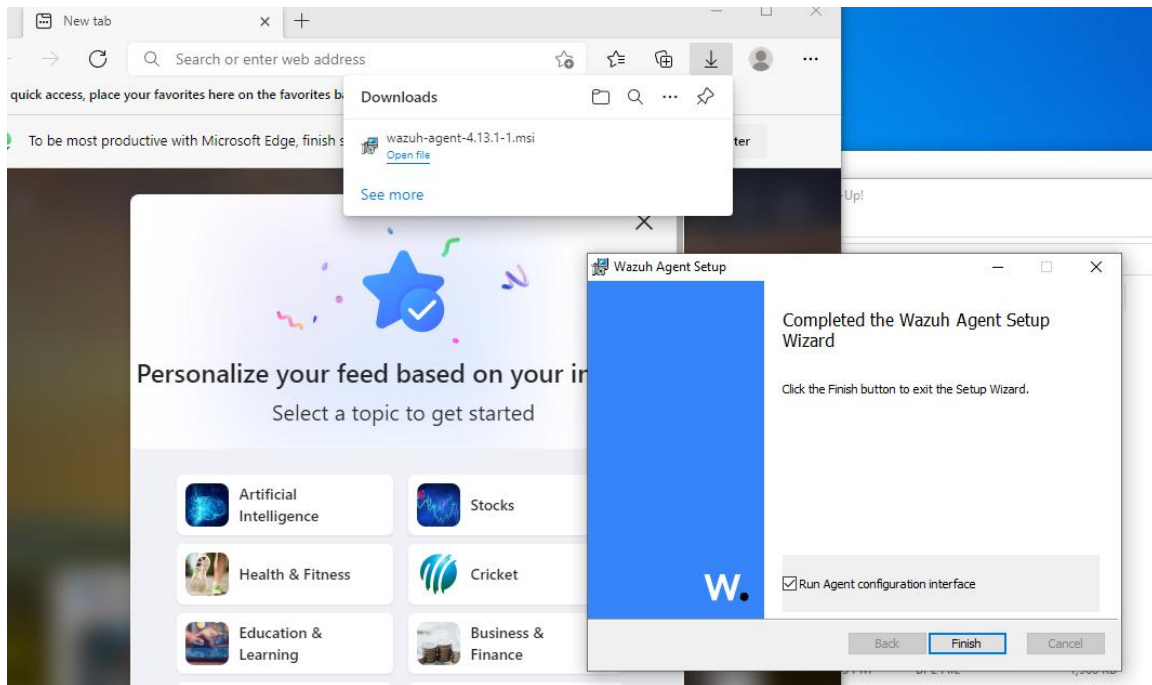 New tab
Search or enter web address
quick access, place your favorites here on the favorites b
Downloads
To be most productive with Microsoft Edge, finish s
wazuh-agent-4.13.1-1.msi
Open file
ter
See more
-Up!
Personalize your feed based on your in
Select a topic to get started
Artificial
Intelligence
Stocks
Health & Fitness
Cricket
Education &
Learning
Business &
Finance
Wazuh Agent Setup
Completed the Wazuh Agent Setup
Wizard
Click the Finish button to exit the Setup Wizard.
W.
Run Agent configuration interface
Back
Finish
Cancel